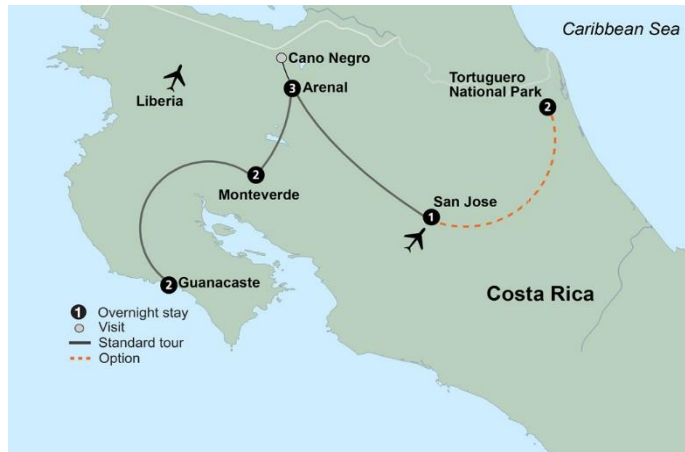 Caribbean Sea
Cano Negro
3 Arenal
Liberia
Tortuguero
National Park 2
2
Monteverde
San Jose
1
2 Guanacaste
Costa Rica
1 Overnight stay
Visit
Standard tour
Option